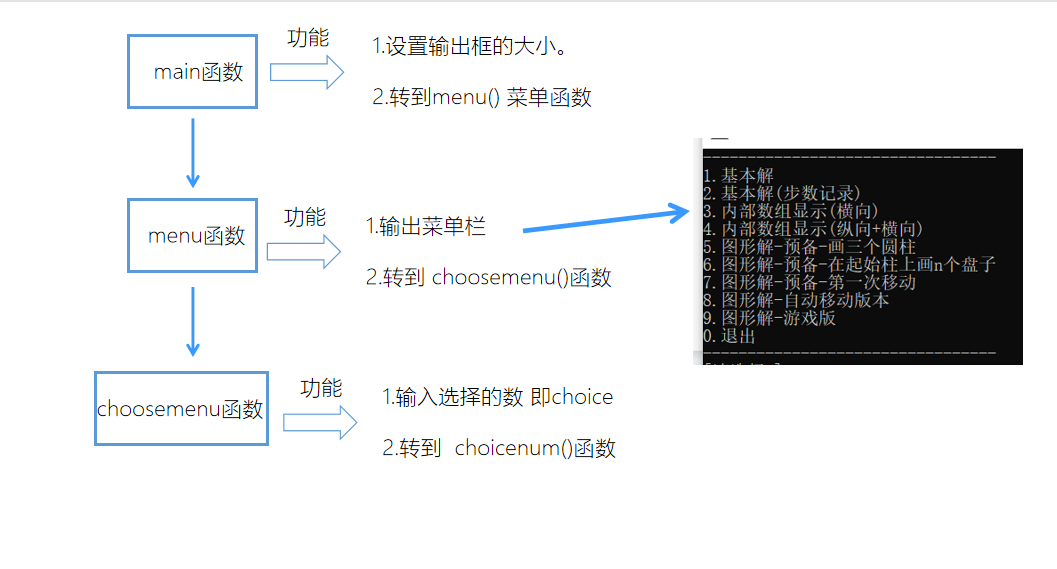 main函数
功能
1.设置输出框的大小。
2.转到menu() 菜单函数
menu函数
功能
1.输出菜单栏
2.转到 choosemenu()函数
---------------------------------
1.基本解
2.基本解(步数记录)
3.内部数组显示(横向)
4.内部数组显示(纵向+横向)
5.图形解-预备-画三个圆柱
6.图形解-预备-在起始柱上画n个盘子
7.图形解-预备-第一次移动
8.图形解-自动移动版本
9.图形解-游戏版
0.退出
---------------------------------
choosemenu函数
功能
1.输入选择的数 即choice
2.转到 choicenum()函数